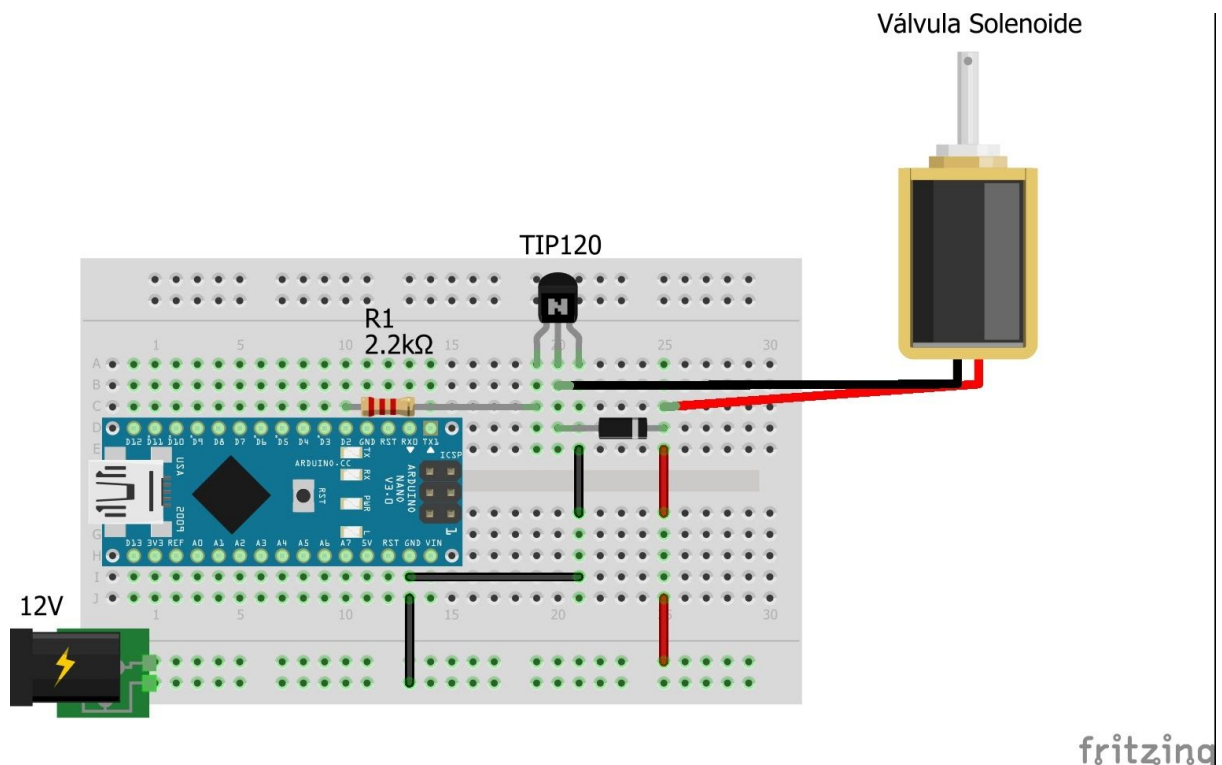 Válvula Solenoide
TIP120
N
R1
2.2kΩ
1 5 10 15 20 25 30
A
B
C
D
E
D12 D11 D10 D9 D8 D7 D6 D5 D4 D3 D2 GND RST RX0 TX1
TX
RX
PWR
L
USA
2009
ARDUINO.CC
RST
ICSP
ARDUINO
NANO
V3.0
1
D13 3V3 REF A0 A1 A2 A3 A4 A5 A6 A7 5V RST GND VIN
G
H
I
J
1 5 10 15 20 30
12V
fritzing